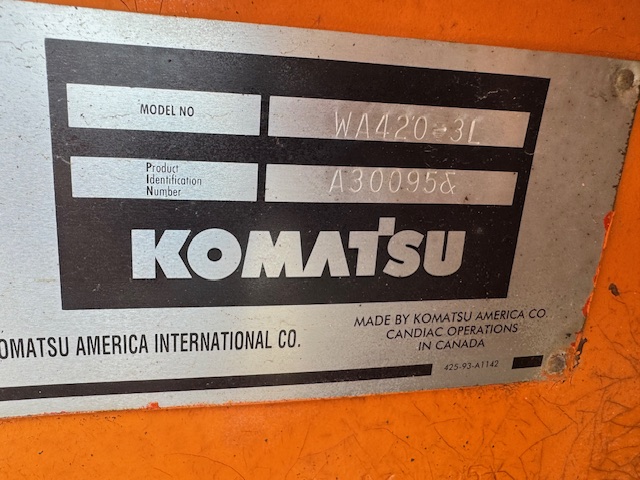 MODEL NO
WA420-3L
Product
Identification
Number
A30095&
KOMATSU
OMATSU AMERICA INTERNATIONAL CO.
MADE BY KOMATSU AMERICA CO
CANDIAC OPERATIONS
IN CANADA
425-93-A1142